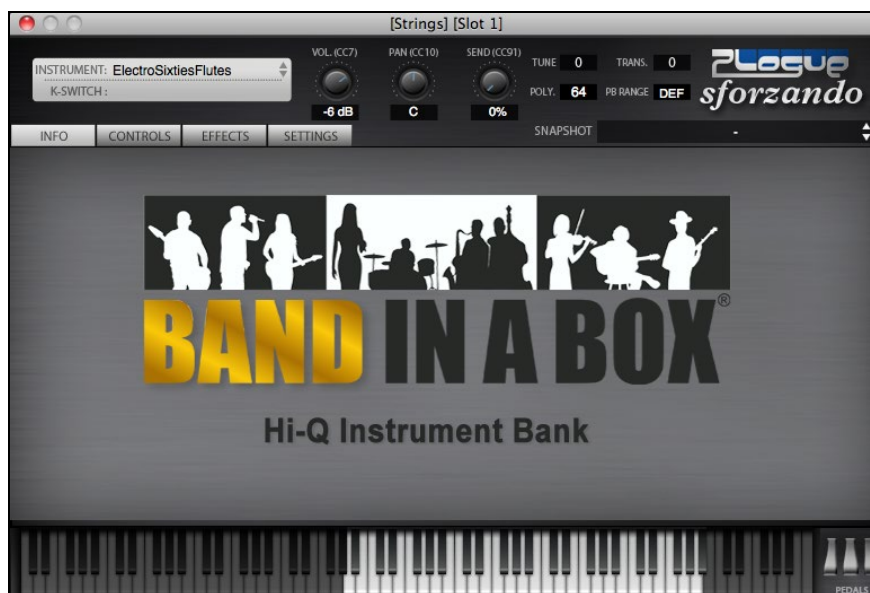 [Strings] [Slot 1]
INSTRUMENT: ElectroSixtiesFlutes
K-SWITCH :
VOL. (CC7) PAN (CC10) SEND (CC91)
-6 dB C 0%
TUNE 0 TRANS. 0
POLY. 64 PB RANGE DEF
Plogue
sforzando
INFO CONTROLS EFFECTS SETTINGS
SNAPSHOT -
BAND IN A BOX®
Hi-Q Instrument Bank
PEDALS